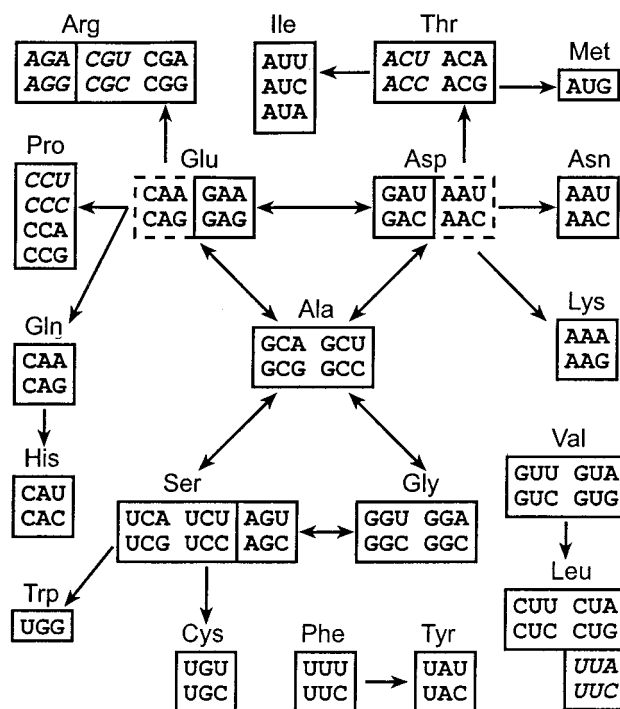 Arg
AGA CGU CGA
AGG CGC CGG
Ile
AUU
AUC
AUA
Thr
ACU ACA
ACC ACG
Met
AUG
Pro
CCU
CCC
CCA
CCG
Glu
CAA GAA
CAG GAG
Asp
GAU AAU
GAC AAC
Asn
AAU
AAC
Gln
CAA
CAG
Ala
GCA GCU
GCG GCC
Lys
AAA
AAG
His
CAU
CAC
Ser
UCA UCU AGU
UCG UCC AGC
Gly
GGU GGA
GGC GGC
Val
GUU GUA
GUC GUG
Trp
UGG
Cys
UGU
UGC
Phe
UUU
UUC
Tyr
UAU
UAC
Leu
CUU CUA
CUC CUG
UUA
UUC